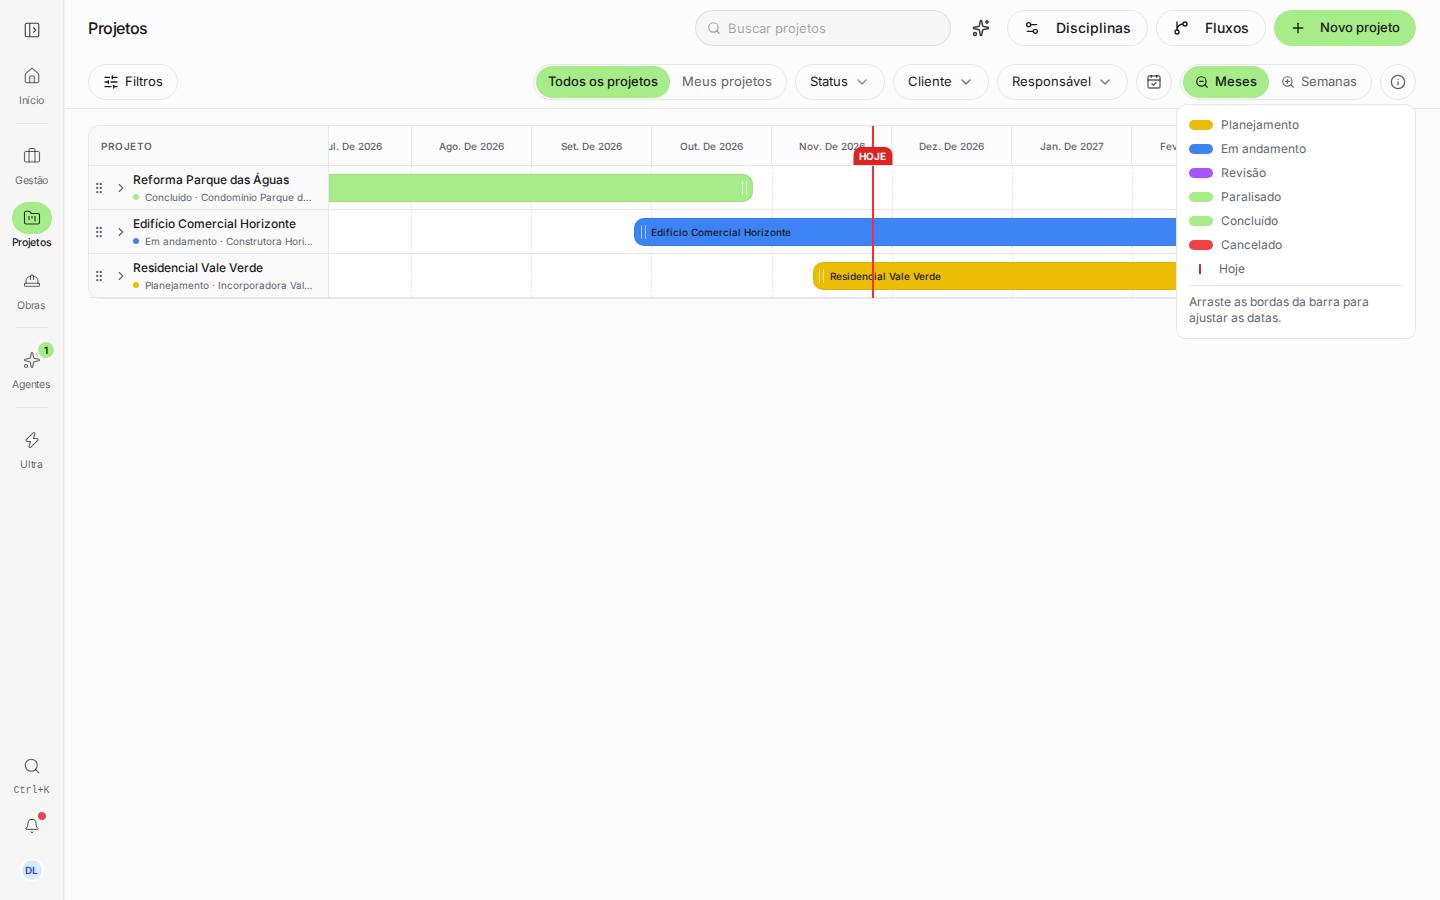 Projetos
Buscar projetos
Disciplinas
Fluxos
Novo projeto
Filtros
Todos os projetos
Meus projetos
Status
Cliente
Responsável
Meses
Semanas
Início
Gestão
Projetos
Obras
1
Agentes
Ultra
Ctrl+K
DL
PROJETO
ul. De 2026
Ago. De 2026
Set. De 2026
Out. De 2026
Nov. De 2026
Dez. De 2026
Jan. De 2027
Fev
HOJE
Reforma Parque das Águas
Concluído · Condomínio Parque d...
Edifício Comercial Horizonte
Em andamento · Construtora Hori...
Edifício Comercial Horizonte
Residencial Vale Verde
Planejamento · Incorporadora Val...
Residencial Vale Verde
Planejamento
Em andamento
Revisão
Paralisado
Concluído
Cancelado
Hoje
Arraste as bordas da barra para
ajustar as datas.